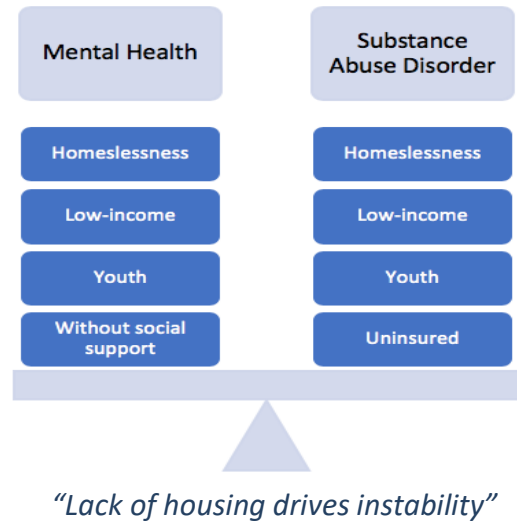 Mental Health
Substance
Abuse Disorder
Homeslessness
Homeslessness
Low-income
Low-income
Youth
Youth
Without social
support
Uninsured
“Lack of housing drives instability”